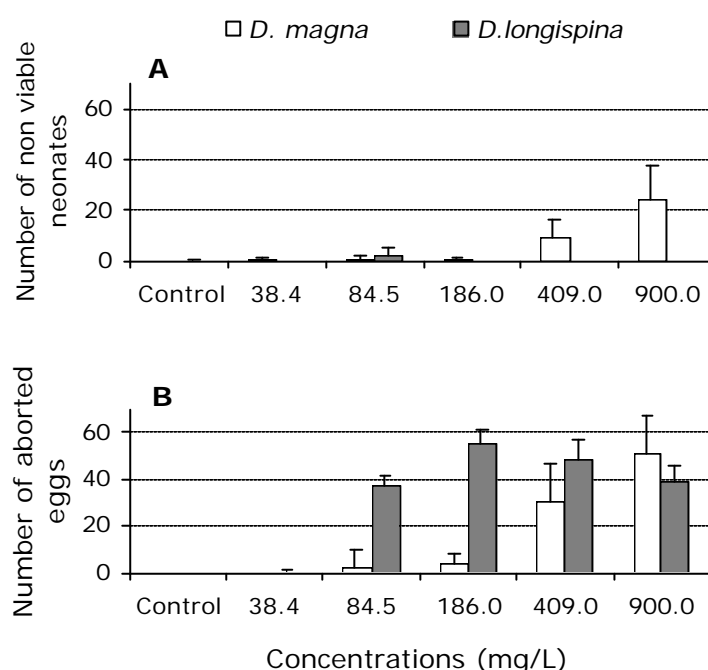 D. magna D.longispina
A
Number of non viable
neonates
60
40
20
0
Control 38.4 84.5 186.0 409.0 900.0
B
Number of aborted
eggs
60
40
20
0
Control 38.4 84.5 186.0 409.0 900.0
Concentrations (mg/L)